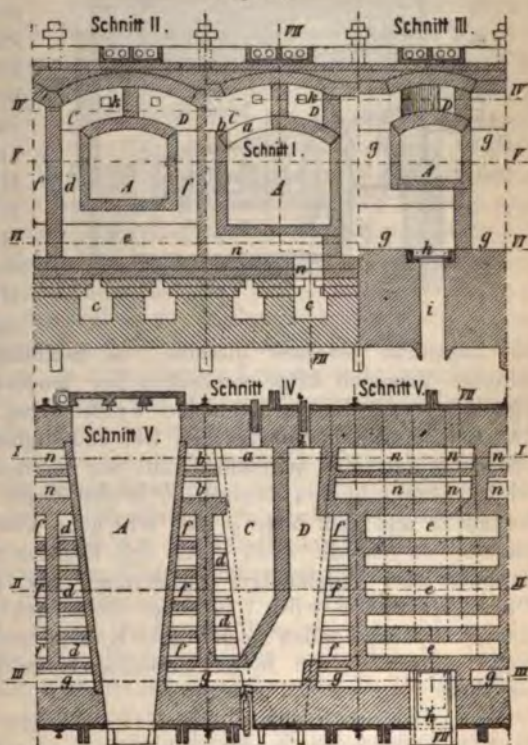 Schnitt II. VII Schnitt III.
IV k k D IV
C D C D
b a g
Schnitt I.
V A A A V
f d f g
e g h g
VI n VI
n
c c i
VII
Schnitt IV Schnitt V.
VII
Schnitt V.
I n b a n n n I
n b n n n
A C D
f d f f e
d
II f f f e II
d
f d f f e
III g g g g III
k
VII